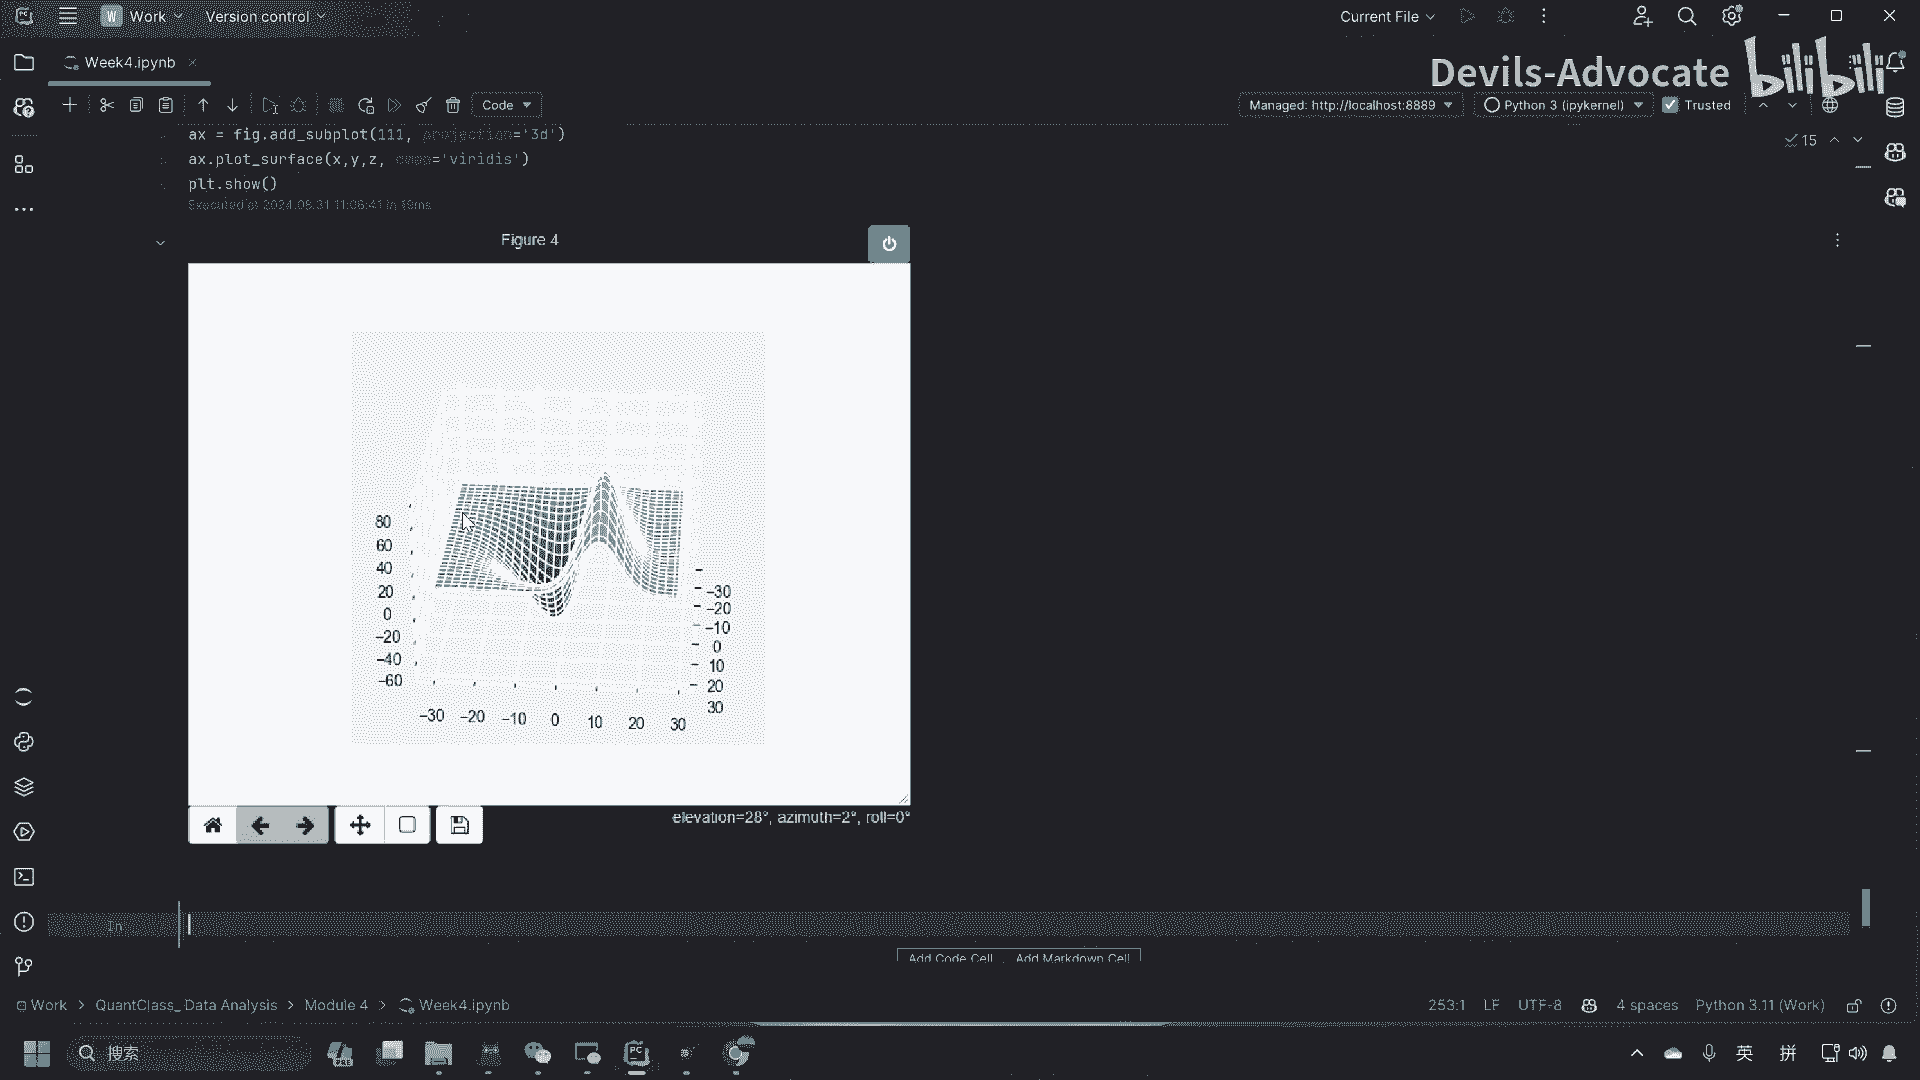 PC W Work Version control Current File
Week4.ipynb
Devils-Advocate bilibili
Code Managed: http://localhost:8889 Python 3 (ipykernel) Trusted
ax = fig.add_subplot(111, projection='3d')
15
ax.plot_surface(x,y,z, cmap='viridis')
plt.show()
Executed at 2024.08.31 11:06:41 in 19ms
Figure 4
80
60
40
20
0
−20
−40
−60
−30
−20
−10
0
10
20
30
−30 −20 −10 0 10 20 30
elevation=28°, azimuth=2°, roll=0°
In
Add Code Cell Add Markdown Cell
Work > QuantClass_ Data Analysis > Module 4 > Week4.ipynb 253:1 LF UTF-8 4 spaces Python 3.11 (Work)
搜索 PRE PC 英 拼